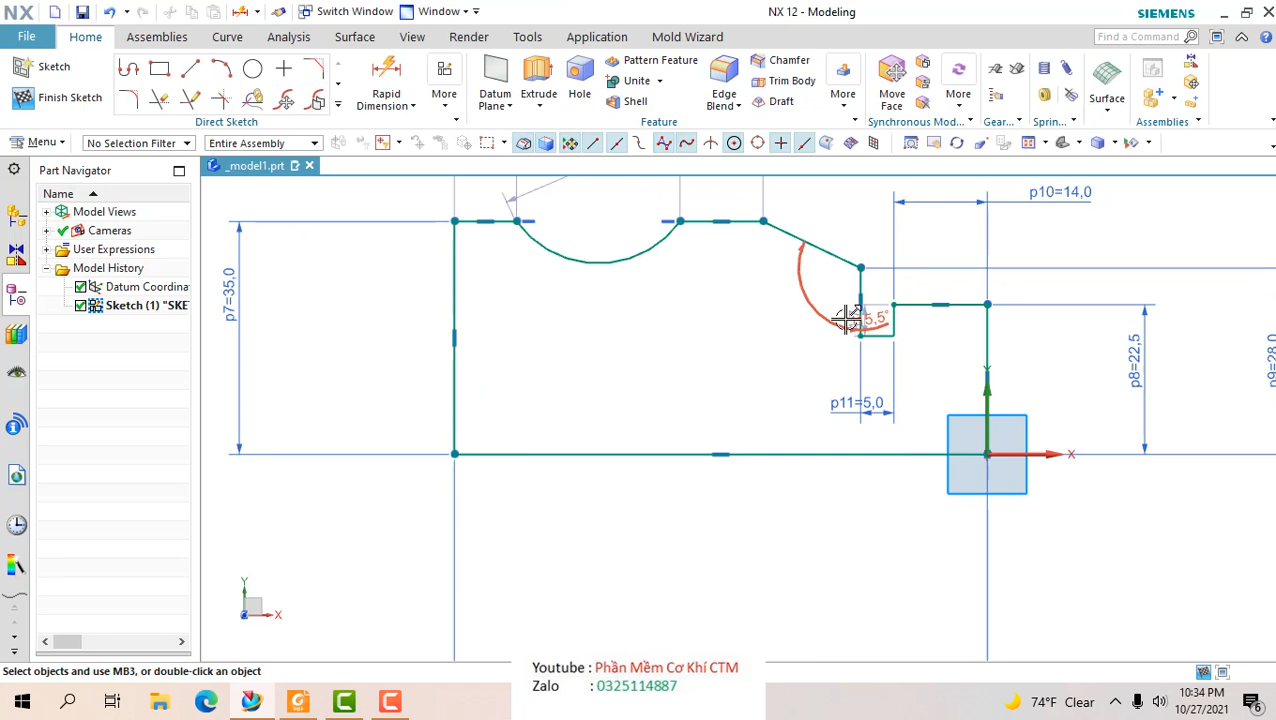 NX
Switch Window
Window
NX 12 - Modeling
SIEMENS
File
Home
Assemblies
Curve
Analysis
Surface
View
Render
Tools
Application
Mold Wizard
Find a Command
Sketch
Finish Sketch
Rapid Dimension
More
Direct Sketch
Datum Plane
Extrude
Hole
Pattern Feature
Unite
Shell
Edge Blend
Chamfer
Trim Body
Draft
More
Feature
Move Face
More
Synchronous Mod...
Gear...
Sprin...
Surface
Assemblies
Menu
No Selection Filter
Entire Assembly
Part Navigator
_model1.prt
Name
Model Views
Cameras
User Expressions
Model History
Datum Coordina
Sketch (1) "SKE
p10=14,0
p7=35,0
5,5°
p11=5,0
p8=22,5
p9=28,0
Y
X
Y
X
Select objects and use MB3, or double-click an object
Youtube : Phần Mềm Cơ Khí CTM
Zalo : 0325114887
74°F Clear
10:34 PM
10/27/2021
6